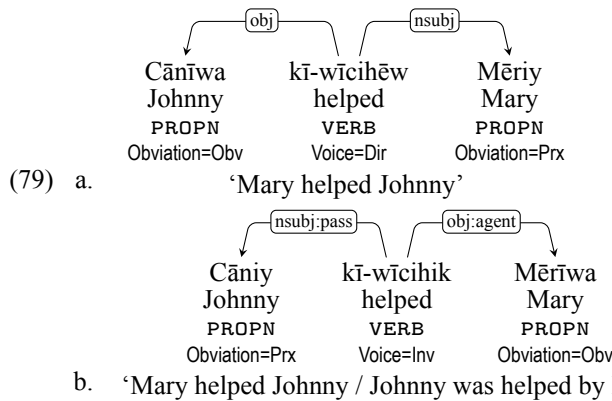 obj nsubj
Cānīwa kī-wīcihēw Mēriy
Johnny helped Mary
PROPN VERB PROPN
Obviation=Obv Voice=Dir Obviation=Prx
(79) a. ‘Mary helped Johnny’
nsubj:pass obj:agent
Cāniy kī-wīcihik Mērīwa
Johnny helped Mary
PROPN VERB PROPN
Obviation=Prx Voice=Inv Obviation=Obv
b. ‘Mary helped Johnny / Johnny was helped by